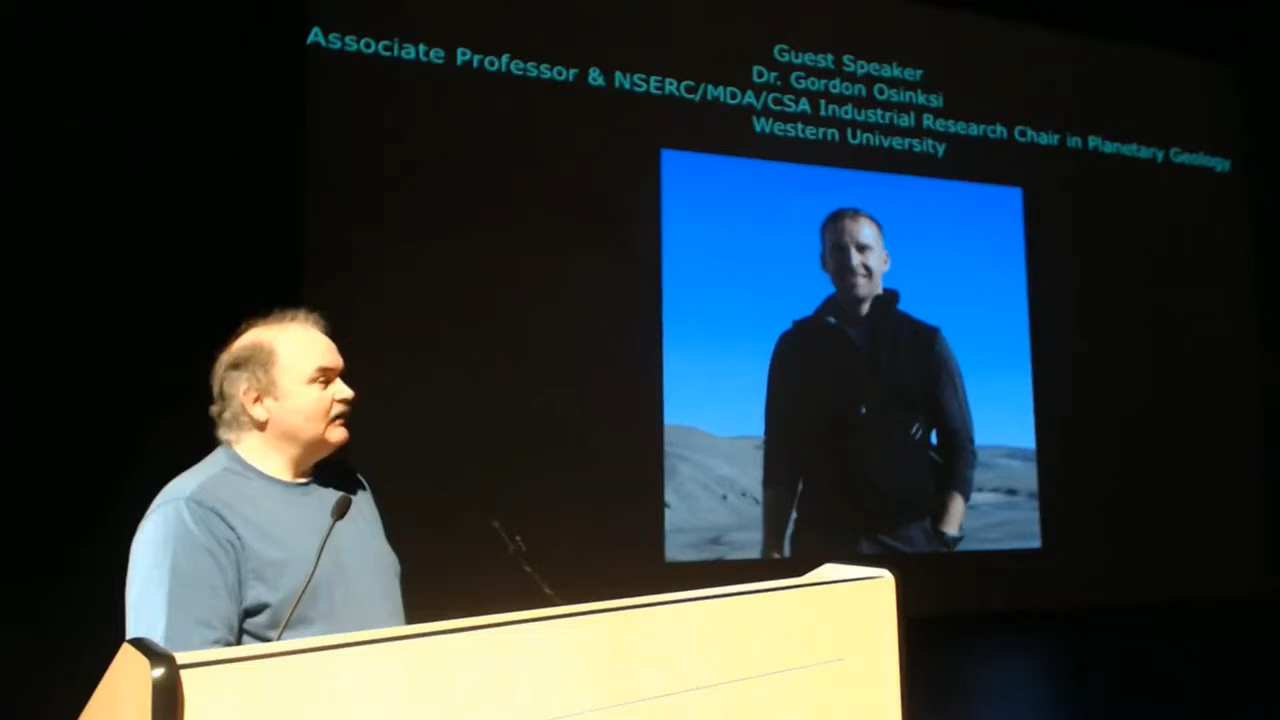 Guest Speaker
Dr. Gordon Osinksi
Associate Professor & NSERC/MDA/CSA Industrial Research Chair in Planetary Geology
Western University